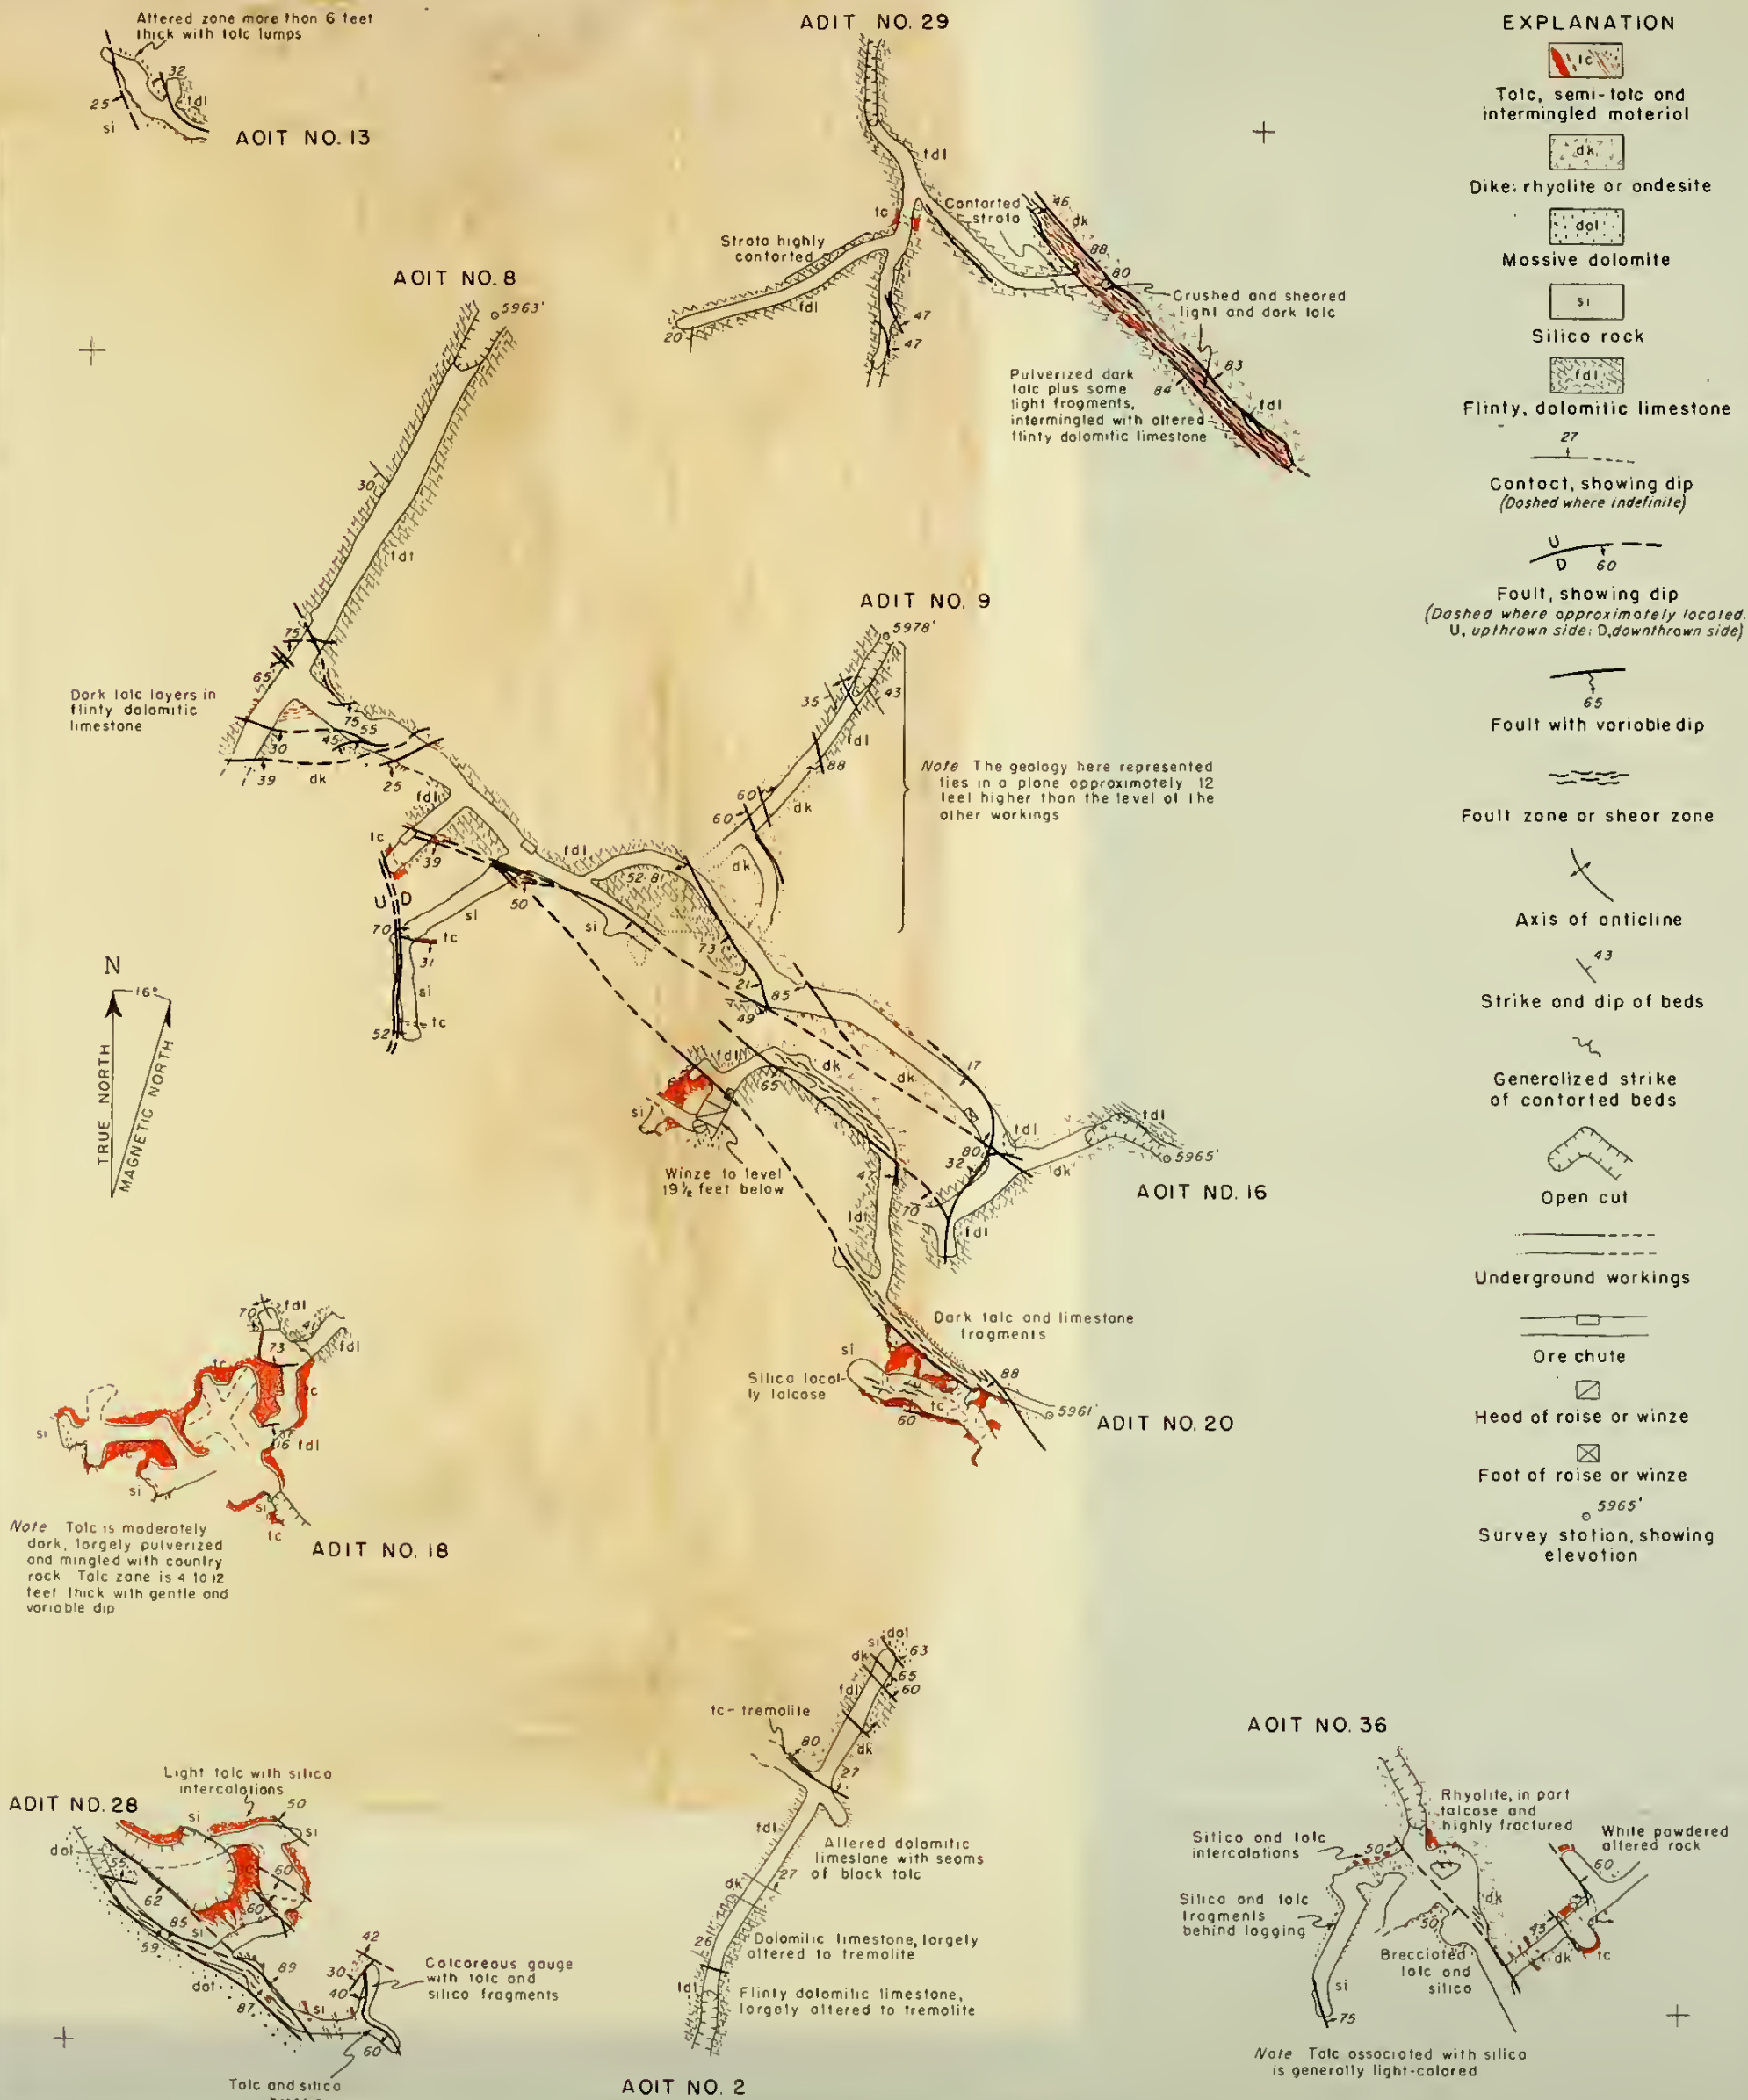 Altered zone more than 6 feet
thick with talc lumps
32
25
fdl
si
ADIT NO. 13
ADIT NO. 29
fdl
tc
Contorted
strata
46
dk
88
80
Strata highly
contorted
fdl
20
47
47
Crushed and sheared
light and dark talc
Pulverized dark
talc plus some
light fragments,
intermingled with altered
flinty dolomitic limestone
84
83
fdl
ADIT NO. 8
5963'
30
fdl
75
65
Dark talc layers in
flinty dolomitic
limestone
75
55
45
30
39
dk
25
fdl
tc
39
U D
50
si
70
tc
31
si
tc
52
ADIT NO. 9
5978'
35
43
fdl
88
60
60
dk
dk
Note The geology here represented
lies in a plane approximately 12
feet higher than the level of the
other workings
fdl
52-81
si
73
21
85
49
fdl
65
dk
dk
17
si
Winze to level
19½ feet below
80
32
fdl
dk
fdl
5965'
ADIT NO. 16
70
fdl
fdl
Dark talc and limestone
fragments
si
Silica local-
ly talcose
88
tc
60
5961'
ADIT NO. 20
N
16°
TRUE NORTH
MAGNETIC NORTH
70
fdl
41
fdl
73
tc
tc
si
16
fdl
tc
si
si
tc
ADIT NO. 18
Note Talc is moderately
dark, largely pulverized
and mingled with country
rock Talc zone is 4 to 12
feet thick with gentle and
variable dip
ADIT NO. 28
Light talc with silica
intercalations
50
si
si
dol
55
62
60
60
85
si
59
89
dol
87
si
42
30
40
60
Calcareous gouge
with talc and
silica fragments
Talc and silica
si
dol
dk
63
65
60
fdl
tc-tremolite
80
dk
27
fdl
Altered dolomitic
limestone with seams
of black talc
27
dk
26
Dolomitic limestone, largely
altered to tremolite
fdl
Flinty dolomitic limestone,
largely altered to tremolite
ADIT NO. 2
ADIT NO. 36
Rhyolite, in part
talcose and
highly fractured
Silica and talc
intercalations
50
White powdered
altered rock
60
Silica and talc
fragments
behind lagging
dk
50
43
Brecciated
talc and
silica
dk
tc
si
75
Note Talc associated with silica
is generally light-colored
EXPLANATION
tc
Talc, semi-talc and
intermingled material
dk
Dike: rhyolite or andesite
dol
Massive dolomite
si
Silica rock
fdl
Flinty, dolomitic limestone
27
Contact, showing dip
(Dashed where indefinite)
U
D 60
Fault, showing dip
(Dashed where approximately located.
U, upthrown side; D, downthrown side)
65
Fault with variable dip
Fault zone or shear zone
Axis of anticline
43
Strike and dip of beds
Generalized strike
of contorted beds
Open cut
Underground workings
Ore chute
Head of raise or winze
Foot of raise or winze
5965'
Survey station, showing
elevation